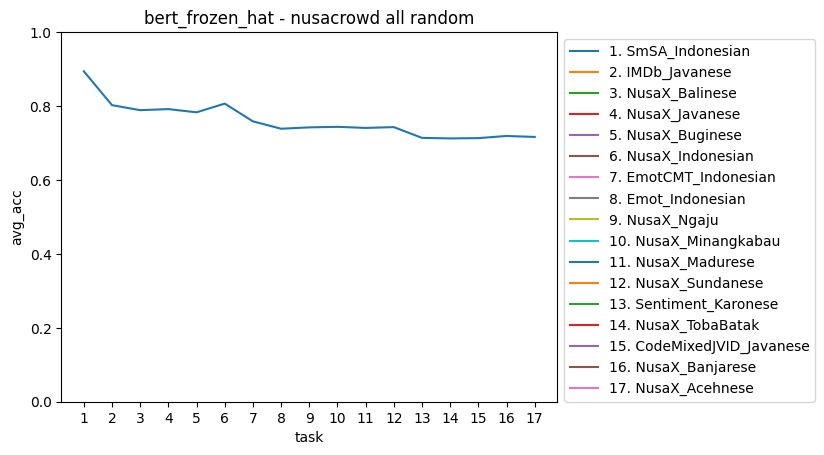 bert_frozen_hat - nusacrowd all random
avg_acc
1.0
0.8
0.6
0.4
0.2
0.0
1 2 3 4 5 6 7 8 9 10 11 12 13 14 15 16 17
task
1. SmSA_Indonesian
2. IMDb_Javanese
3. NusaX_Balinese
4. NusaX_Javanese
5. NusaX_Buginese
6. NusaX_Indonesian
7. EmotCMT_Indonesian
8. Emot_Indonesian
9. NusaX_Ngaju
10. NusaX_Minangkabau
11. NusaX_Madurese
12. NusaX_Sundanese
13. Sentiment_Karonese
14. NusaX_TobaBatak
15. CodeMixedJVID_Javanese
16. NusaX_Banjarese
17. NusaX_Acehnese